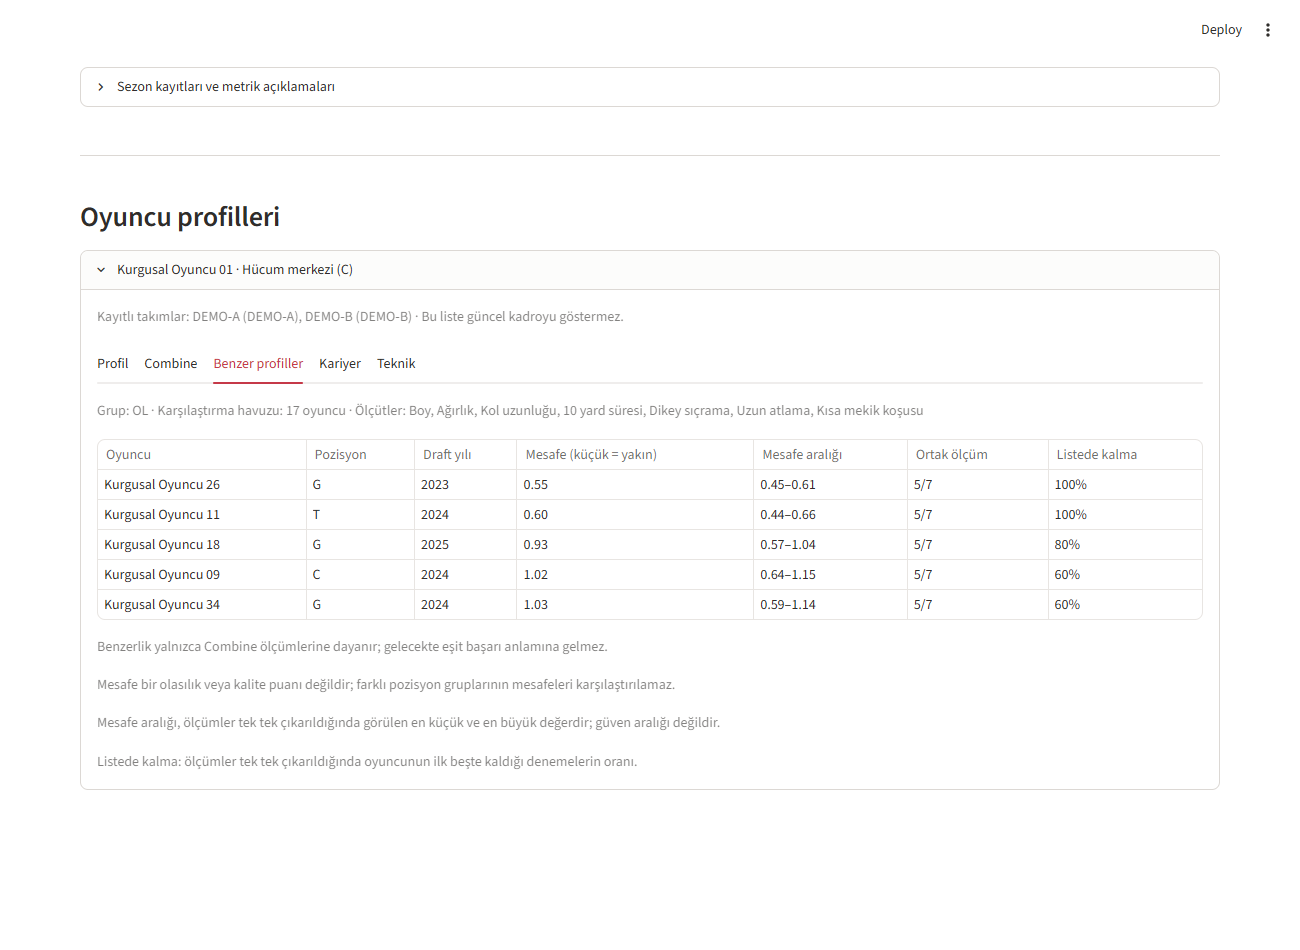 Deploy
Sezon kayıtları ve metrik açıklamaları
Oyuncu profilleri
Kurgusal Oyuncu 01 · Hücum merkezi (C)
Kayıtlı takımlar: DEMO-A (DEMO-A), DEMO-B (DEMO-B) · Bu liste güncel kadroyu göstermez.
Profil Combine Benzer profiller Kariyer Teknik
Grup: OL · Karşılaştırma havuzu: 17 oyuncu · Ölçütler: Boy, Ağırlık, Kol uzunluğu, 10 yard süresi, Dikey sıçrama, Uzun atlama, Kısa mekik koşusu
Oyuncu Pozisyon Draft yılı Mesafe (küçük = yakın) Mesafe aralığı Ortak ölçüm Listede kalma
Kurgusal Oyuncu 26 G 2023 0.55 0.45–0.61 5/7 100%
Kurgusal Oyuncu 11 T 2024 0.60 0.44–0.66 5/7 100%
Kurgusal Oyuncu 18 G 2025 0.93 0.57–1.04 5/7 80%
Kurgusal Oyuncu 09 C 2024 1.02 0.64–1.15 5/7 60%
Kurgusal Oyuncu 34 G 2024 1.03 0.59–1.14 5/7 60%
Benzerlik yalnızca Combine ölçümlerine dayanır; gelecekte eşit başarı anlamına gelmez.
Mesafe bir olasılık veya kalite puanı değildir; farklı pozisyon gruplarının mesafeleri karşılaştırılamaz.
Mesafe aralığı, ölçümler tek tek çıkarıldığında görülen en küçük ve en büyük değerdir; güven aralığı değildir.
Listede kalma: ölçümler tek tek çıkarıldığında oyuncunun ilk beşte kaldığı denemelerin oranı.